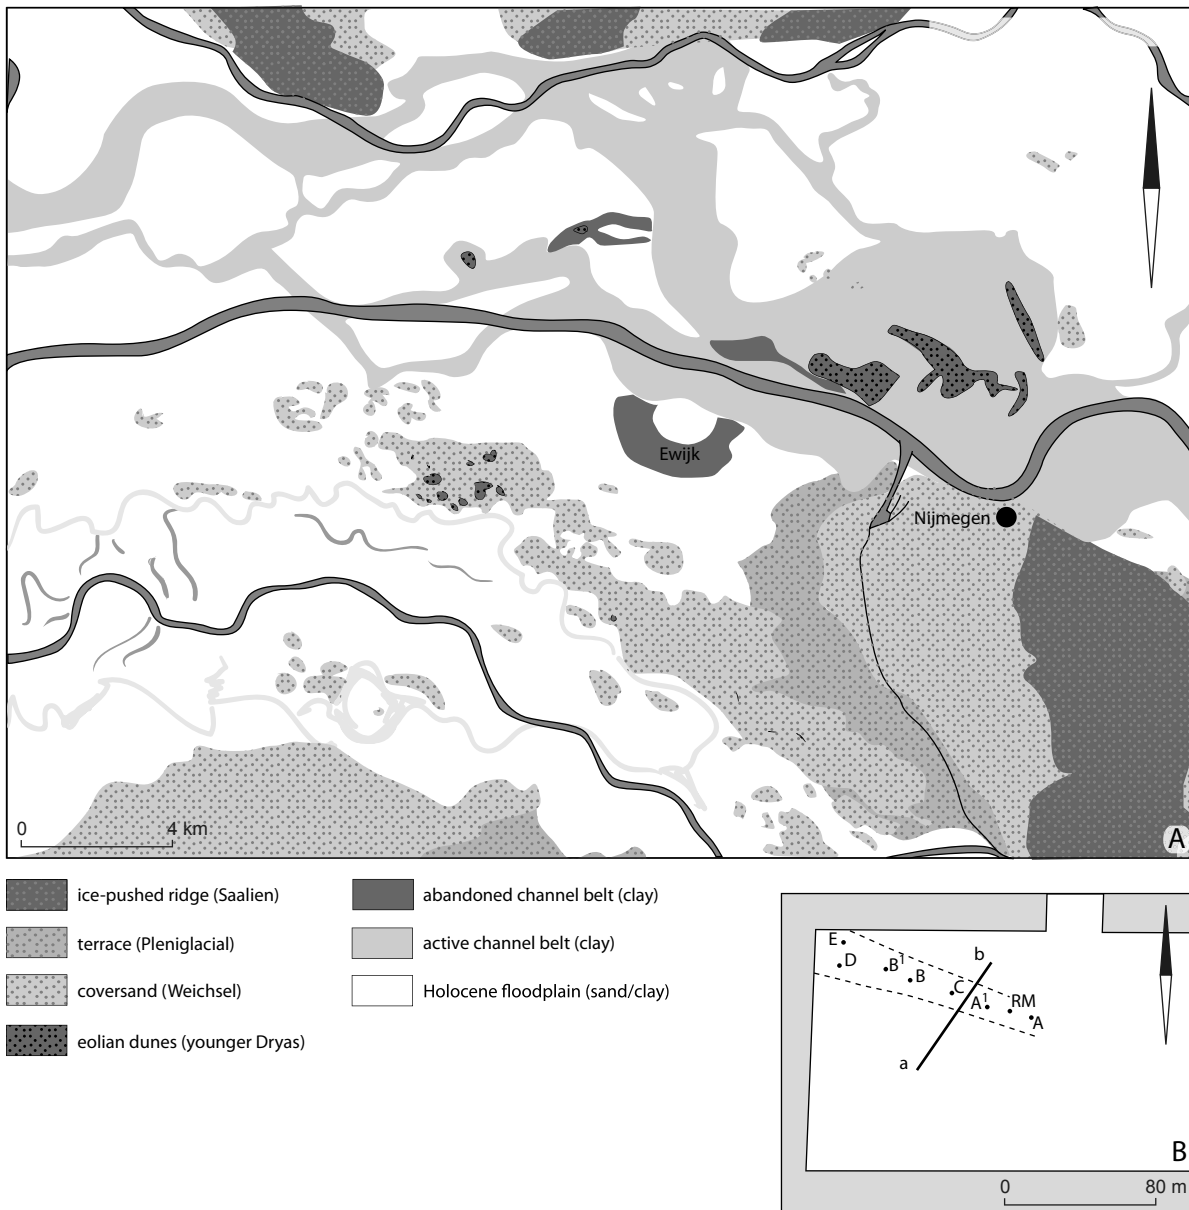 Ewijk
Nijmegen
0 4 km
A
ice-pushed ridge (Saalien)
terrace (Pleniglacial)
coversand (Weichsel)
eolian dunes (younger Dryas)
abandoned channel belt (clay)
active channel belt (clay)
Holocene floodplain (sand/clay)
E
D
B1
B
b
C
A1
RM
A
a
B
0 80 m